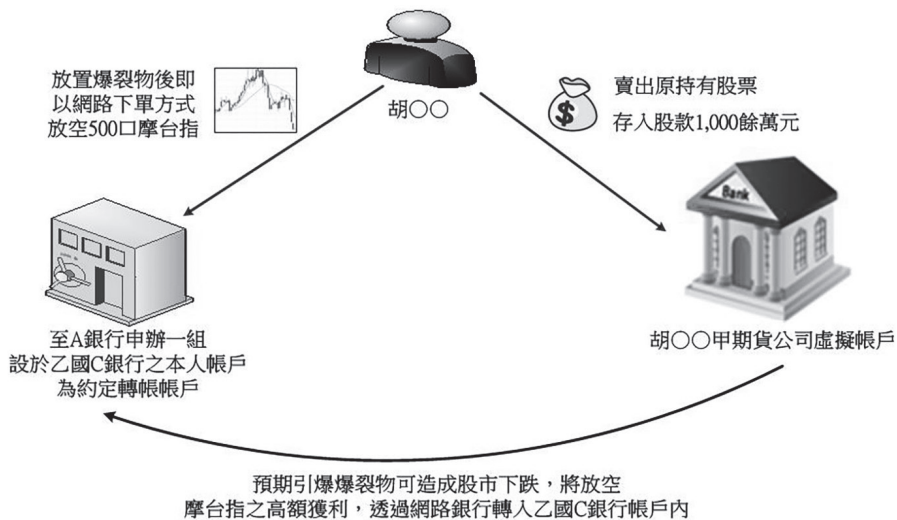 放置爆裂物後即
以網路下單方式
放空500口摩台指
胡○○
賣出原持有股票
存入股款1,000餘萬元
$
Bank
至A銀行申辦一組
設於乙國C銀行之本人帳戶
為約定轉帳帳戶
胡○○甲期貨公司虛擬帳戶
預期引爆爆裂物可造成股市下跌，將放空
摩台指之高額獲利，透過網路銀行轉入乙國C銀行帳戶內